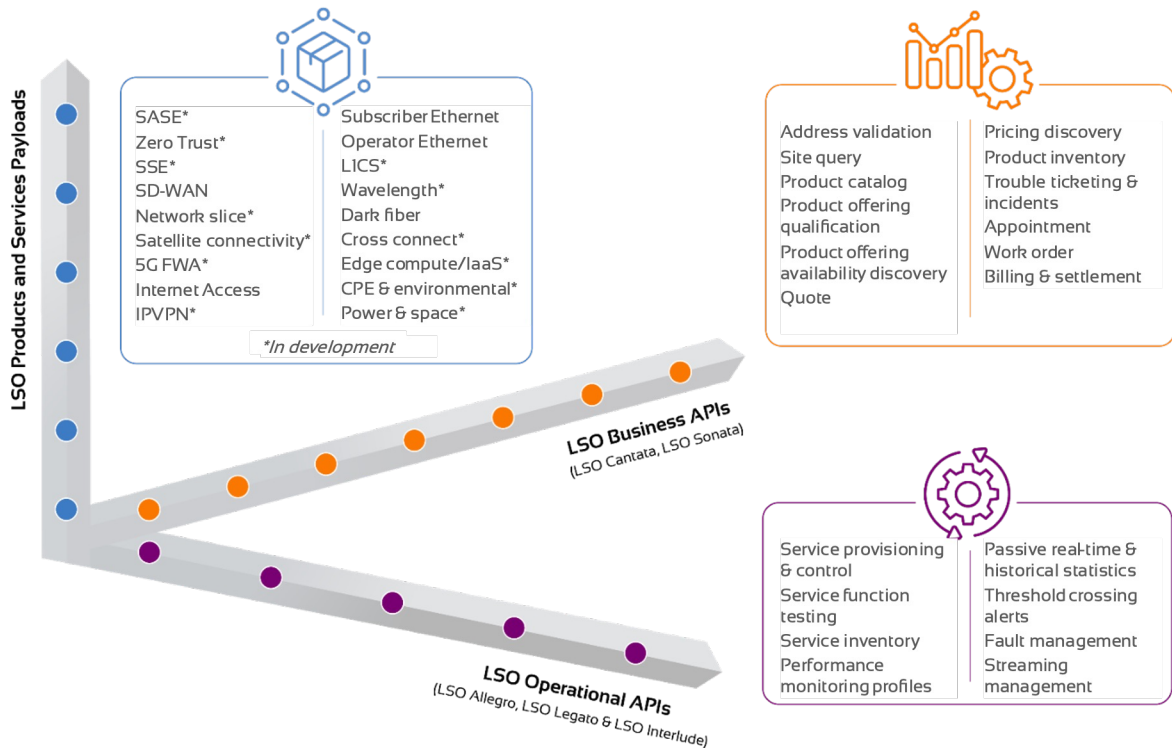 LSO Products and Services Payloads
SASE*
Zero Trust*
SSE*
SD-WAN
Network slice*
Satellite connectivity*
5G FWA*
Internet Access
IPVPN*
Subscriber Ethernet
Operator Ethernet
L1CS*
Wavelength*
Dark fiber
Cross connect*
Edge compute/IaaS*
CPE & environmental*
Power & space*
*In development
Address validation
Site query
Product catalog
Product offering
qualification
Product offering
availability discovery
Quote
Pricing discovery
Product inventory
Trouble ticketing &
incidents
Appointment
Work order
Billing & settlement
LSO Business APIs
(LSO Cantata, LSO Sonata)
Service provisioning
& control
Service function
testing
Service inventory
Performance
monitoring profiles
Passive real-time &
historical statistics
Threshold crossing
alerts
Fault management
Streaming
management
LSO Operational APIs
(LSO Allegro, LSO Legato & LSO Interlude)